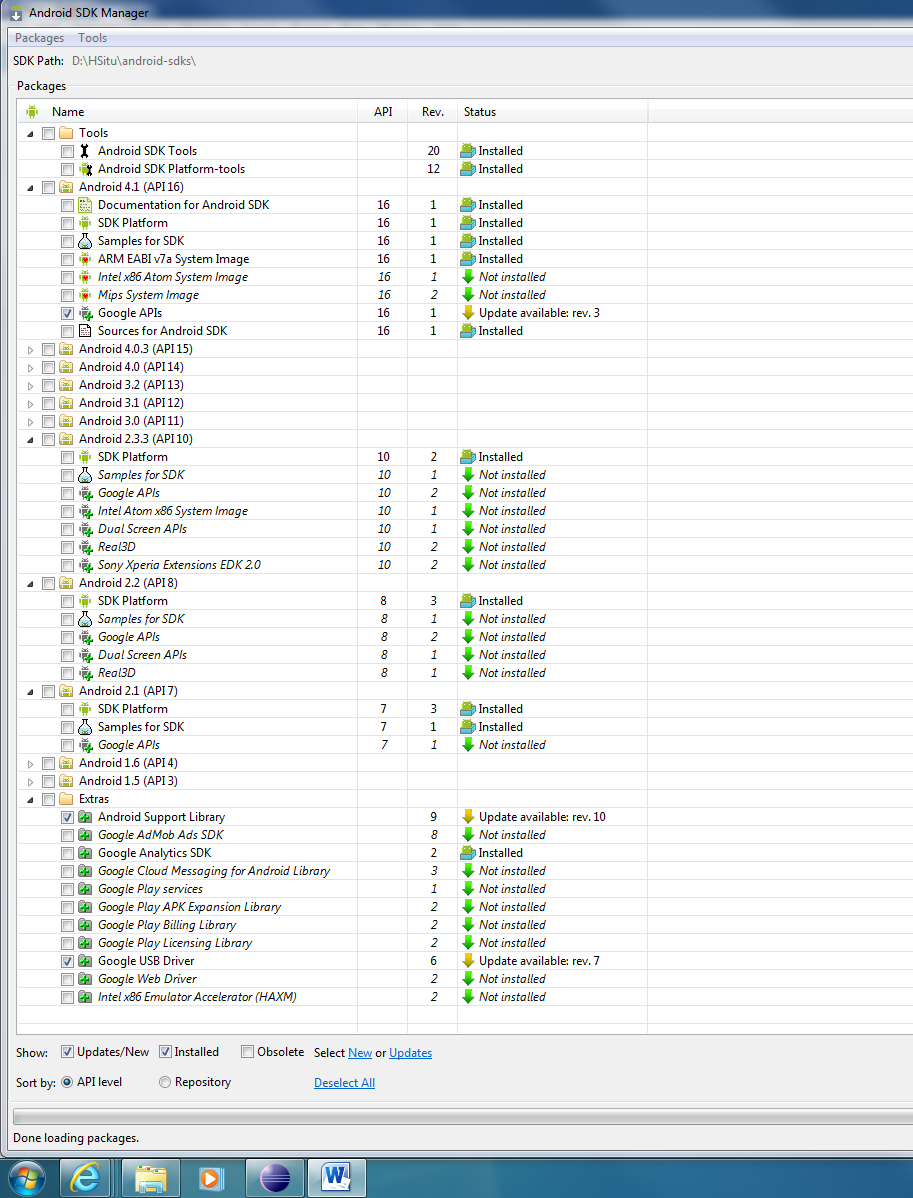 Android SDK Manager
Packages Tools
SDK Path: D:\HSitu\android-sdks\
Packages
Name API Rev. Status
Tools
Android SDK Tools 20 Installed
Android SDK Platform-tools 12 Installed
Android 4.1 (API 16)
Documentation for Android SDK 16 1 Installed
SDK Platform 16 1 Installed
Samples for SDK 16 1 Installed
ARM EABI v7a System Image 16 1 Installed
Intel x86 Atom System Image 16 1 Not installed
Mips System Image 16 2 Not installed
Google APIs 16 1 Update available: rev. 3
Sources for Android SDK 16 1 Installed
Android 4.0.3 (API 15)
Android 4.0 (API 14)
Android 3.2 (API 13)
Android 3.1 (API 12)
Android 3.0 (API 11)
Android 2.3.3 (API 10)
SDK Platform 10 2 Installed
Samples for SDK 10 1 Not installed
Google APIs 10 2 Not installed
Intel Atom x86 System Image 10 1 Not installed
Dual Screen APIs 10 1 Not installed
Real3D 10 2 Not installed
Sony Xperia Extensions EDK 2.0 10 2 Not installed
Android 2.2 (API 8)
SDK Platform 8 3 Installed
Samples for SDK 8 1 Not installed
Google APIs 8 2 Not installed
Dual Screen APIs 8 1 Not installed
Real3D 8 1 Not installed
Android 2.1 (API 7)
SDK Platform 7 3 Installed
Samples for SDK 7 1 Installed
Google APIs 7 1 Not installed
Android 1.6 (API 4)
Android 1.5 (API 3)
Extras
Android Support Library 9 Update available: rev. 10
Google AdMob Ads SDK 8 Not installed
Google Analytics SDK 2 Installed
Google Cloud Messaging for Android Library 3 Not installed
Google Play services 1 Not installed
Google Play APK Expansion Library 2 Not installed
Google Play Billing Library 2 Not installed
Google Play Licensing Library 2 Not installed
Google USB Driver 6 Update available: rev. 7
Google Web Driver 2 Not installed
Intel x86 Emulator Accelerator (HAXM) 2 Not installed
Show: Updates/New Installed Obsolete Select New or Updates
Sort by: API level Repository Deselect All
Done loading packages.